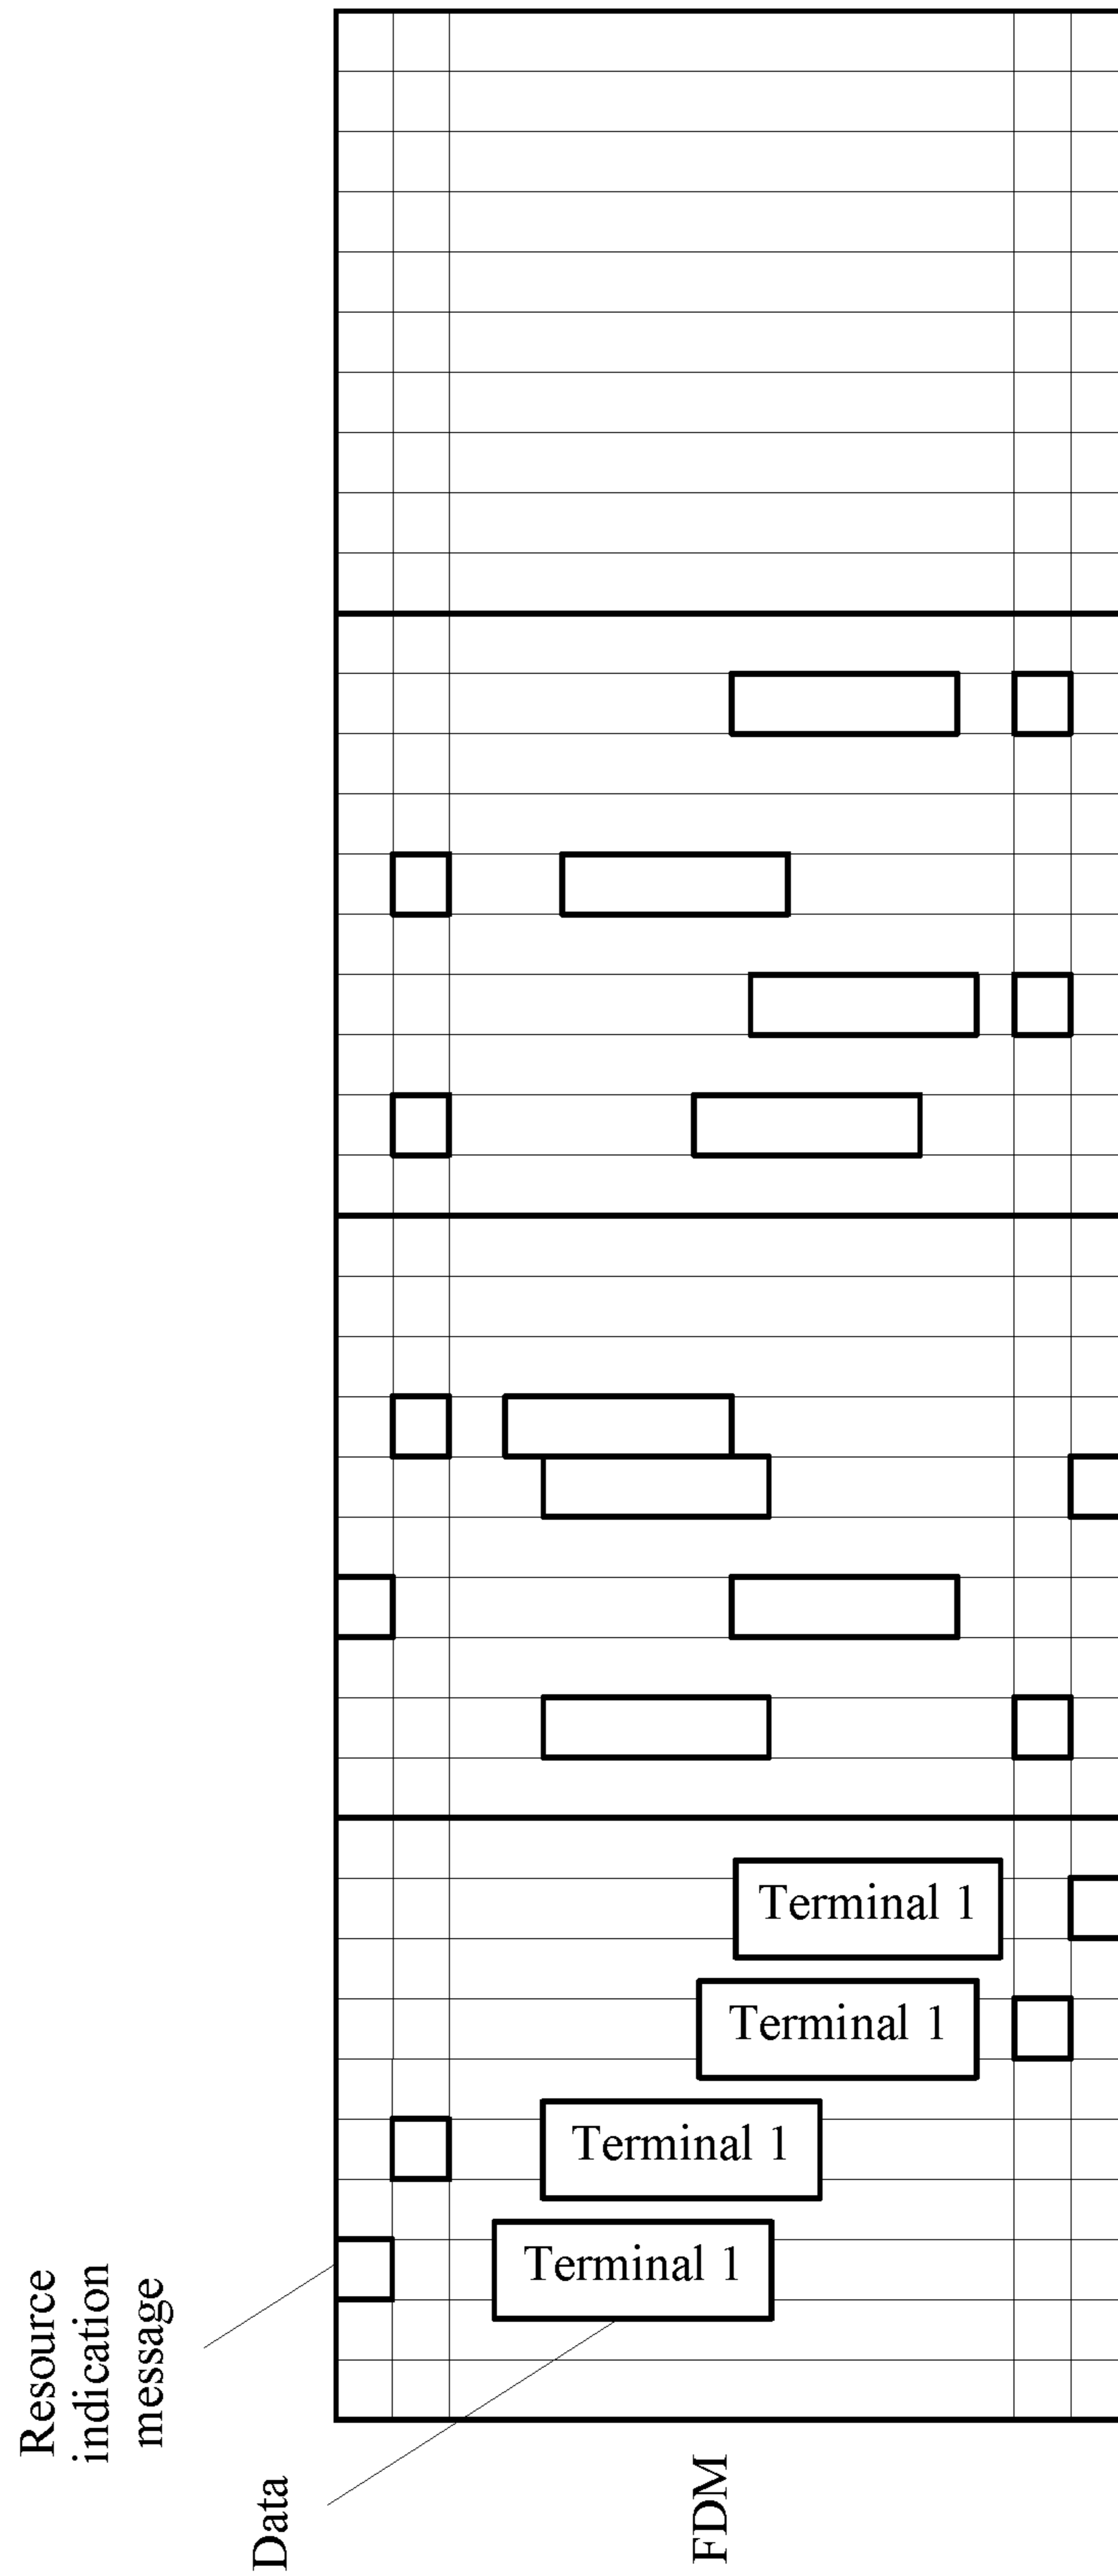 Resource
indication
message
Data
FDM
Terminal 1
Terminal 1
Terminal 1
Terminal 1